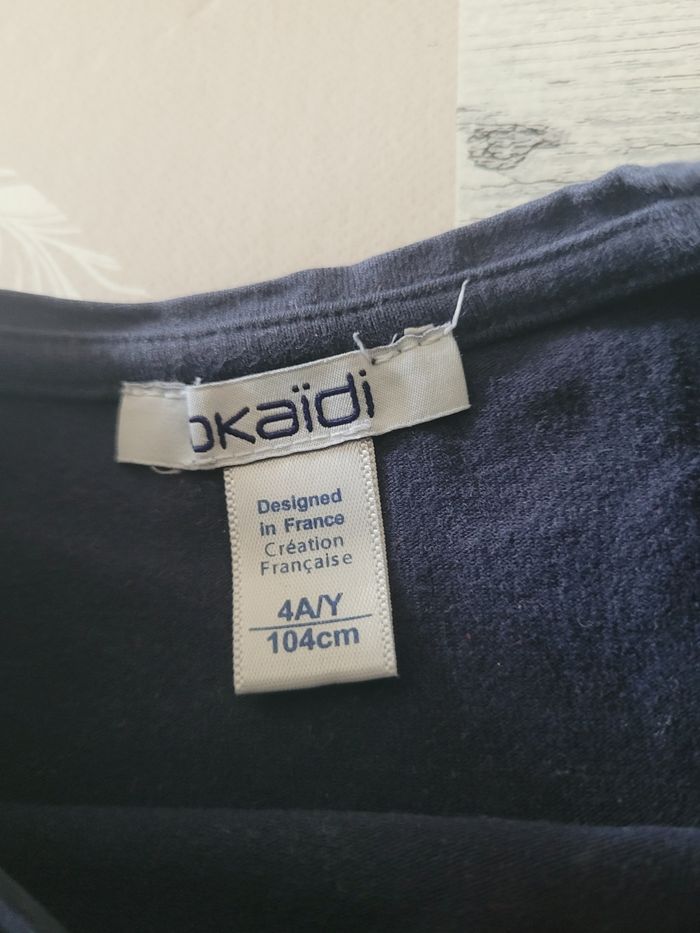 okaïdi
Designed
in France
Création
Française
4A/Y
104cm